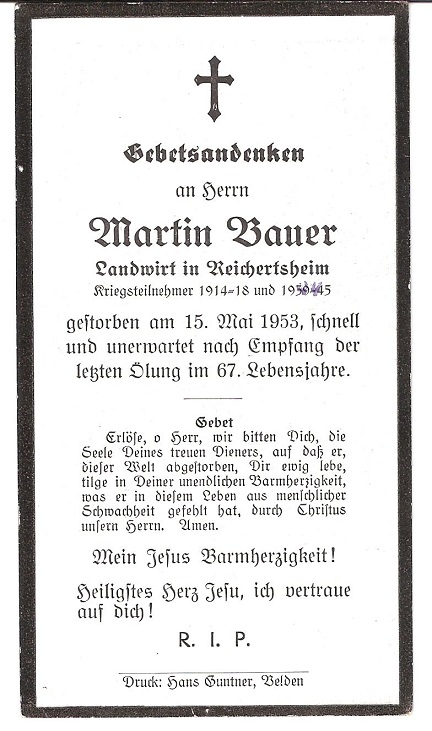 Gebetsandenken
an Herrn
Martin Bauer
Landwirt in Reichertsheim
Kriegsteilnehmer 1914-18 und
gestorben am 15. Mai 1953, schnell
und unerwartet nach Empfang der
letzten Ölung im 67. Lebensjahre.
Gebet
Erlöse, o Herr, wir bitten Dich, die
Seele Deines treuen Dieners, auf daß er,
dieser Welt abgestorben, Dir ewig lebe,
tilge in Deiner unendlichen Barmherzigkeit,
was er in diesem Leben aus menschlicher
Schwachheit gefehlt hat, durch Christus
unsern Herrn. Amen.
Mein Jesus Barmherzigkeit!
Heiligstes Herz Jesu, ich vertraue
auf dich!
R. I. P.
Druck: Hans Guntner, Velden